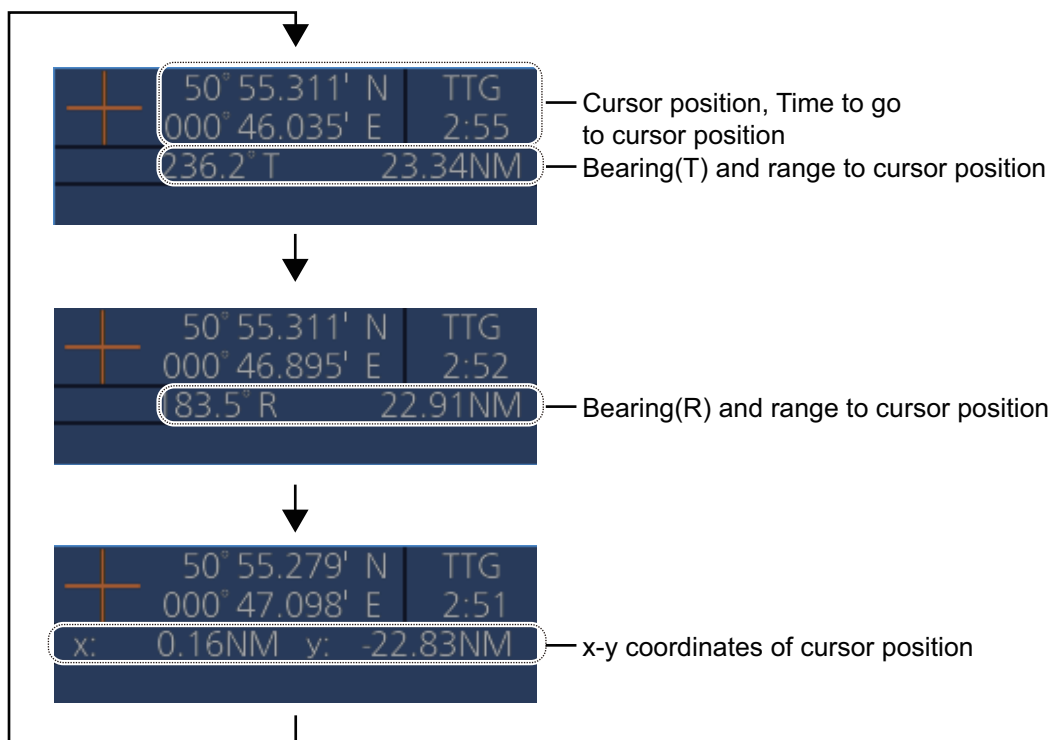 50°55.311' N TTG
000°46.035' E 2:55
236.2°T 23.34NM
Cursor position, Time to go
to cursor position
Bearing(T) and range to cursor position
50°55.311' N TTG
000°46.895' E 2:52
83.5°R 22.91NM
Bearing(R) and range to cursor position
50°55.279' N TTG
000°47.098' E 2:51
x: 0.16NM y: -22.83NM
x-y coordinates of cursor position